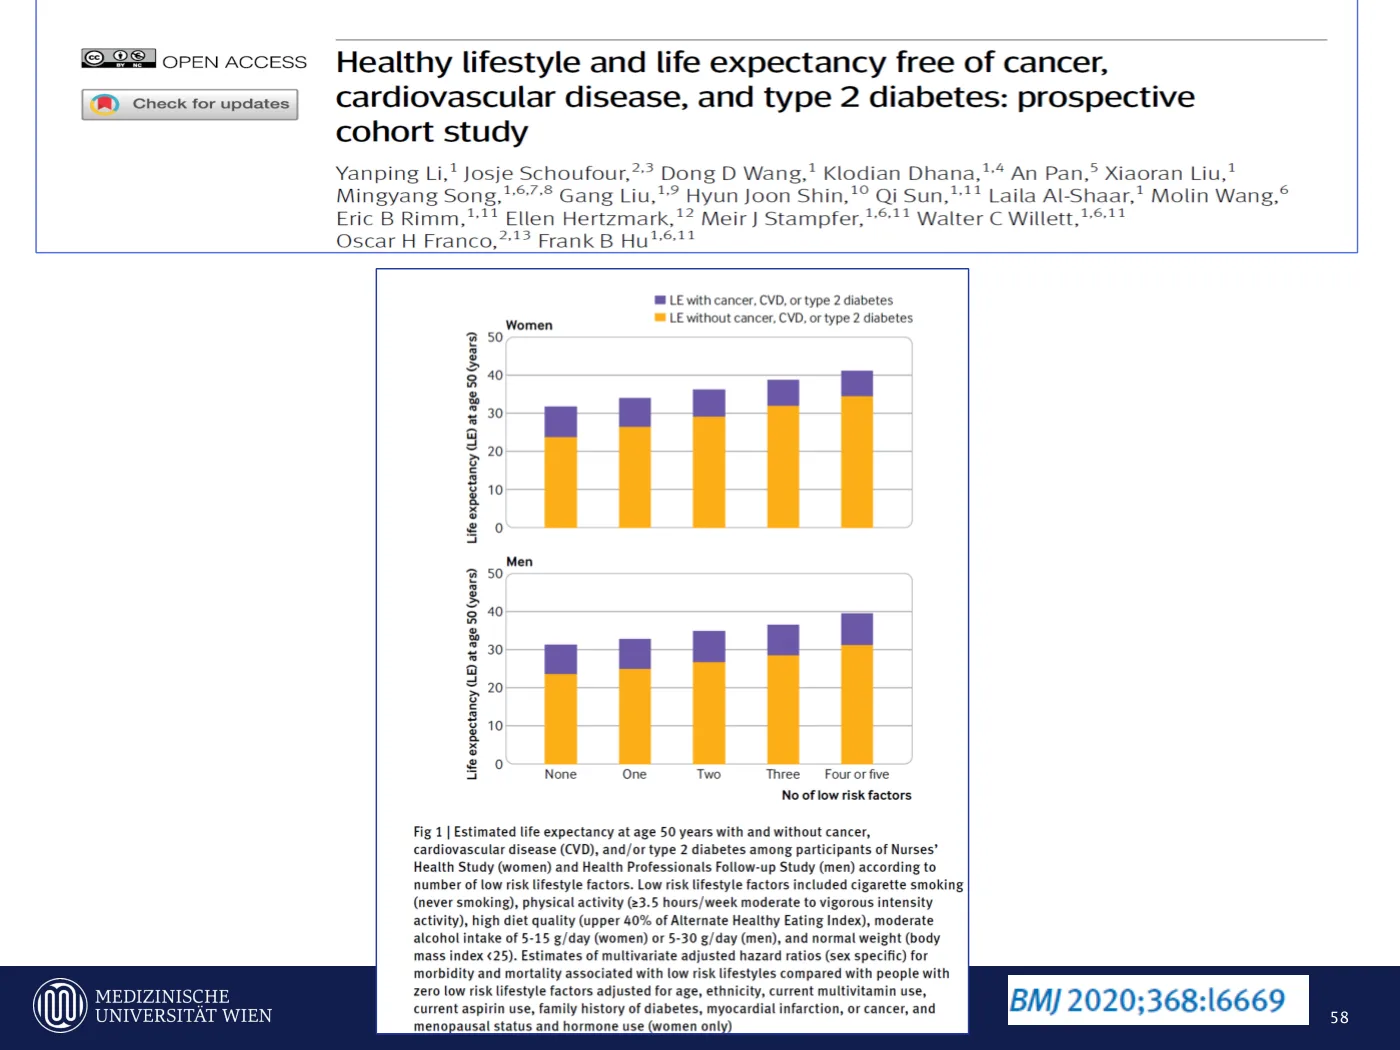 OPEN ACCESS
CC BY NC
Check for updates
Healthy lifestyle and life expectancy free of cancer,
cardiovascular disease, and type 2 diabetes: prospective
cohort study
Yanping Li,1 Josje Schoufour,2,3 Dong D Wang,1 Klodian Dhana,1,4 An Pan,5 Xiaoran Liu,1
Mingyang Song,1,6,7,8 Gang Liu,1,9 Hyun Joon Shin,10 Qi Sun,1,11 Laila Al-Shaar,1 Molin Wang,6
Eric B Rimm,1,11 Ellen Hertzmark,12 Meir J Stampfer,1,6,11 Walter C Willett,1,6,11
Oscar H Franco,2,13 Frank B Hu1,6,11
LE with cancer, CVD, or type 2 diabetes
LE without cancer, CVD, or type 2 diabetes
Women
Life expectancy (LE) at age 50 (years)
50
40
30
20
10
0
Men
Life expectancy (LE) at age 50 (years)
50
40
30
20
10
0
None One Two Three Four or five
No of low risk factors
Fig 1 | Estimated life expectancy at age 50 years with and without cancer,
cardiovascular disease (CVD), and/or type 2 diabetes among participants of Nurses’
Health Study (women) and Health Professionals Follow-up Study (men) according to
number of low risk lifestyle factors. Low risk lifestyle factors included cigarette smoking
(never smoking), physical activity (≥3.5 hours/week moderate to vigorous intensity
activity), high diet quality (upper 40% of Alternate Healthy Eating Index), moderate
alcohol intake of 5-15 g/day (women) or 5-30 g/day (men), and normal weight (body
mass index <25). Estimates of multivariate adjusted hazard ratios (sex specific) for
morbidity and mortality associated with low risk lifestyles compared with people with
zero low risk lifestyle factors adjusted for age, ethnicity, current multivitamin use,
current aspirin use, family history of diabetes, myocardial infarction, or cancer, and
menopausal status and hormone use (women only)
MEDIZINISCHE
UNIVERSITÄT WIEN
BMJ 2020;368:l6669
58